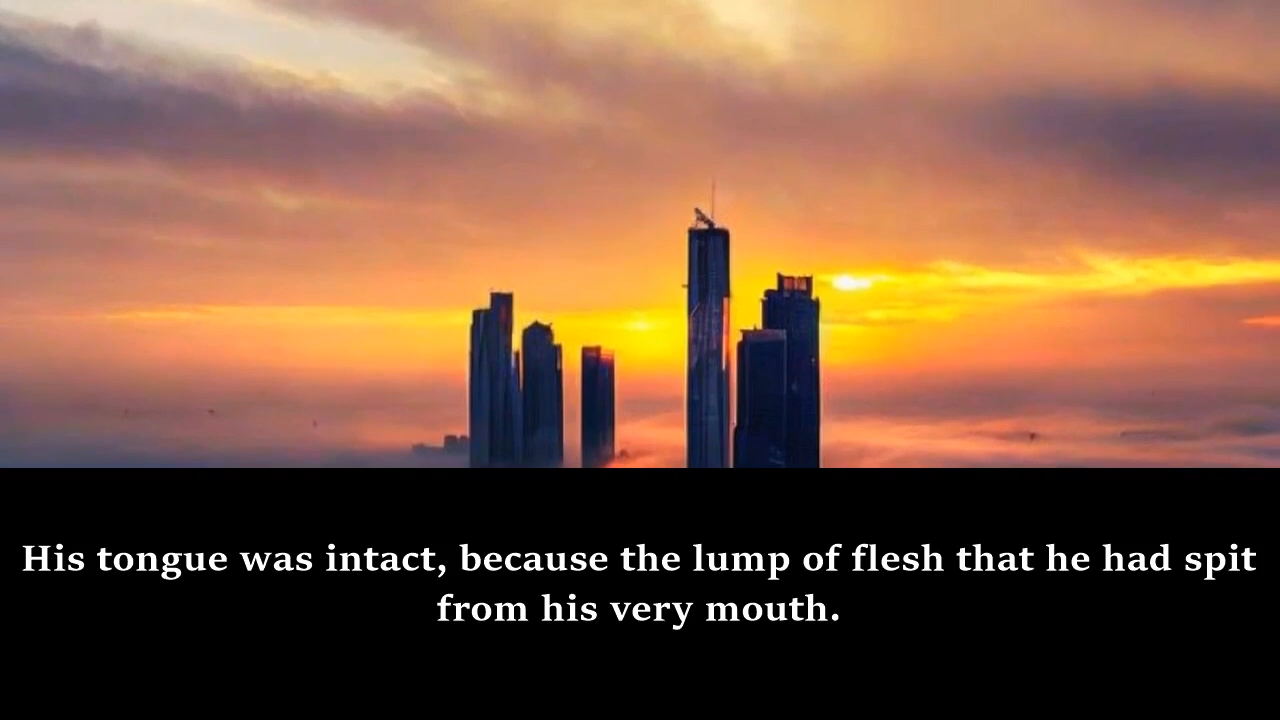 His tongue was intact, because the lump of flesh that he had spit
from his very mouth.